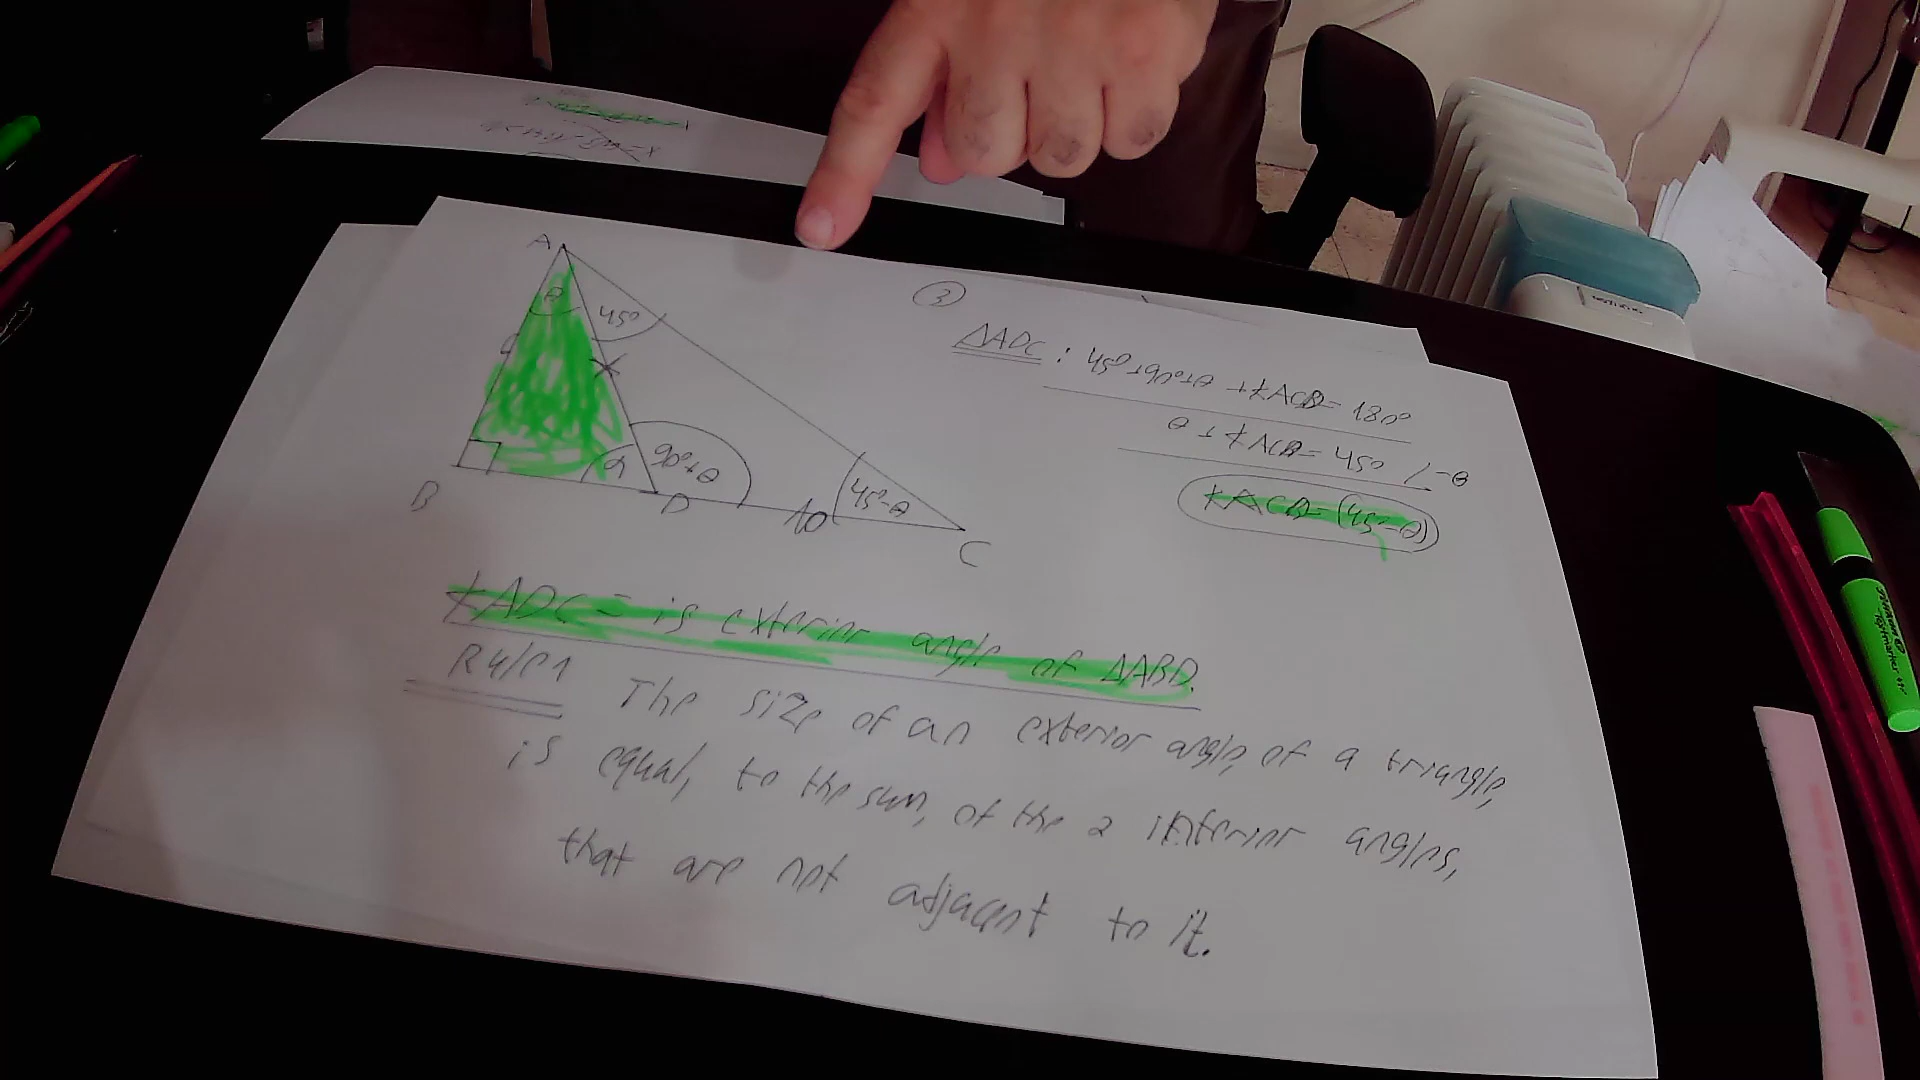 A
θ
45°
x
α
90°+θ
10
45°-θ
B
D
C
3
ΔADC: 45°+90°+θ+∡ACB=180°
θ+∡ACB=45° /-θ
∡ACB=(45°-θ)
∡ADC= is exterior angle of ΔABD.
R4/P1 The size of an exterior angle, of a triangle,
is equal, to the sum, of the 2 interior angles,
that are not adjacent to it.